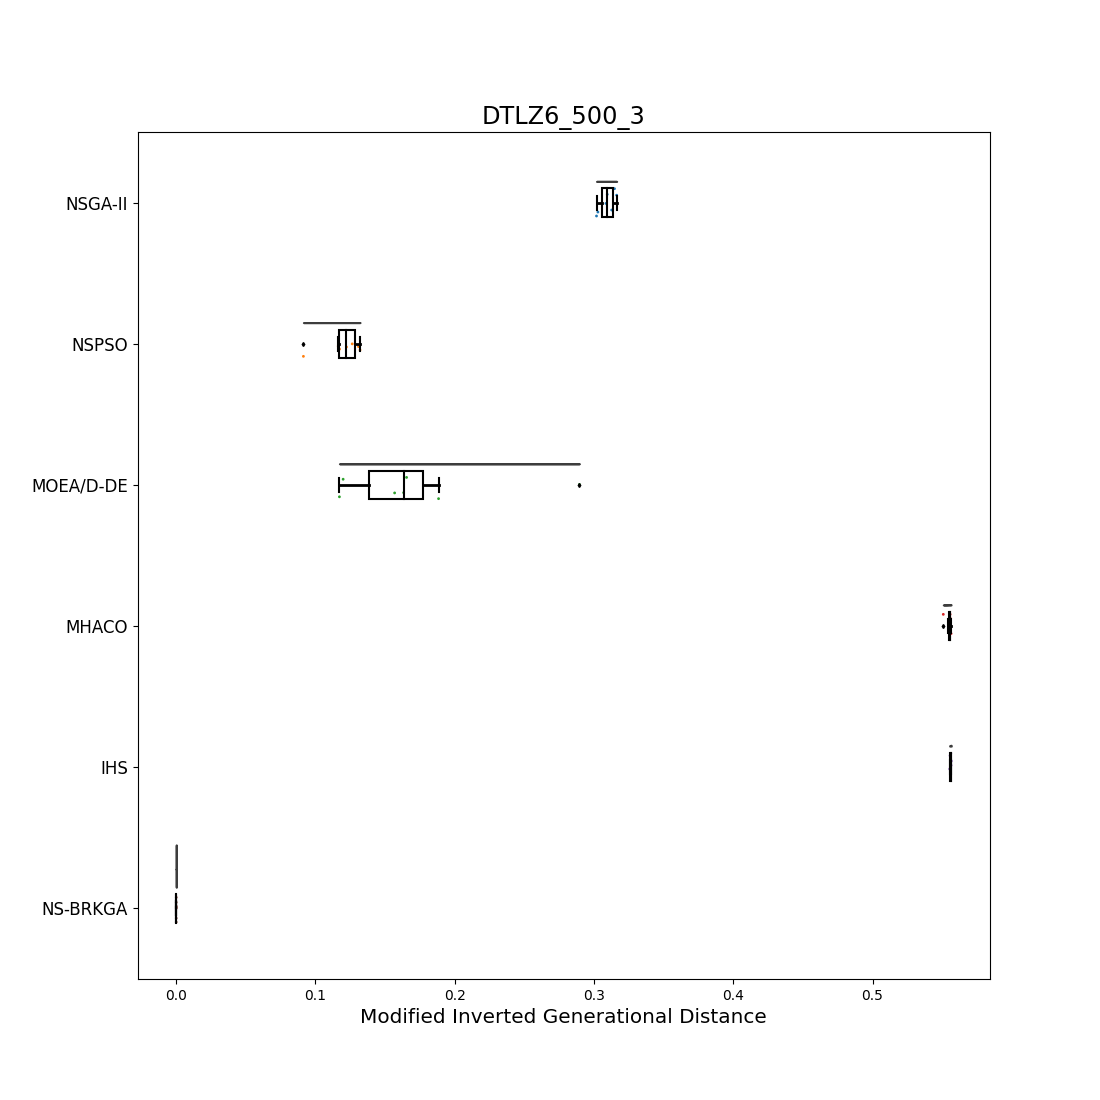 DTLZ6_500_3
NSGA-II
NSPSO
MOEA/D-DE
MHACO
IHS
NS-BRKGA
0.0 0.1 0.2 0.3 0.4 0.5
Modified Inverted Generational Distance